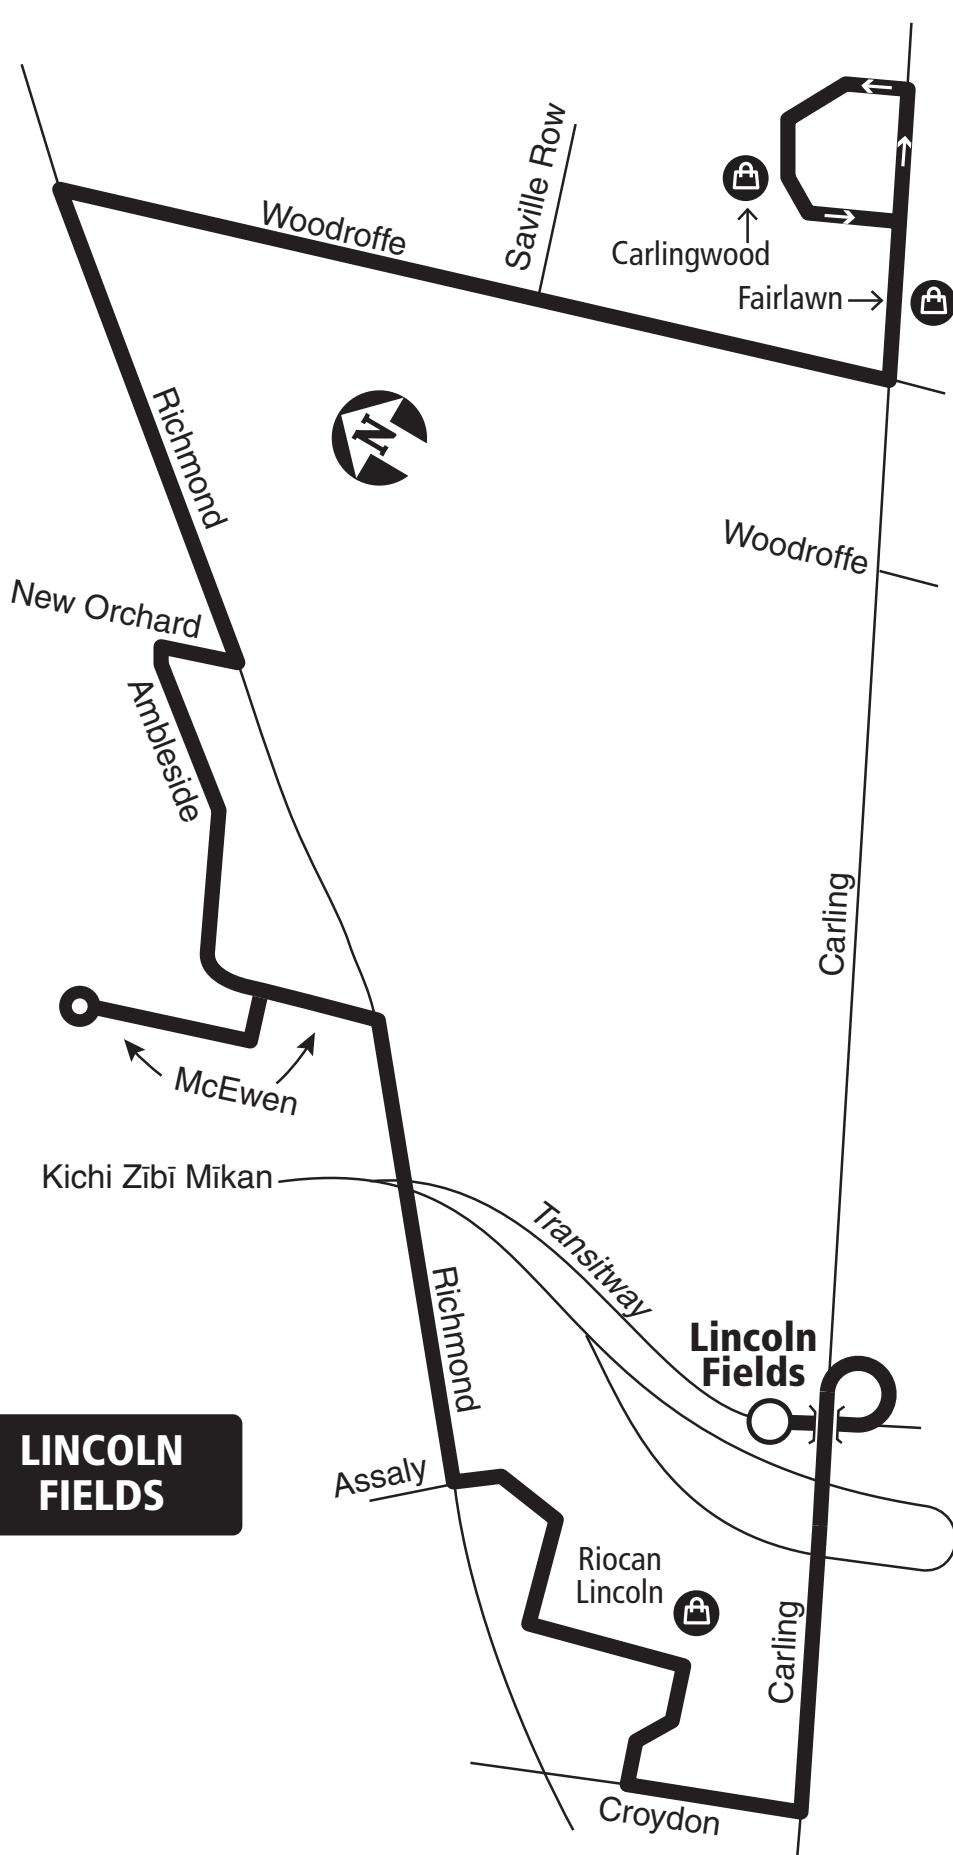 Saville Row
Woodroffe
Carlingwood
Fairlawn
Richmond
N
Woodroffe
New Orchard
Ambleside
Carling
McEwen
Kichi Zībī Mīkan
Transitway
Richmond
Lincoln
Fields
LINCOLN
FIELDS
Assaly
Riocan
Lincoln
Carling
Croydon